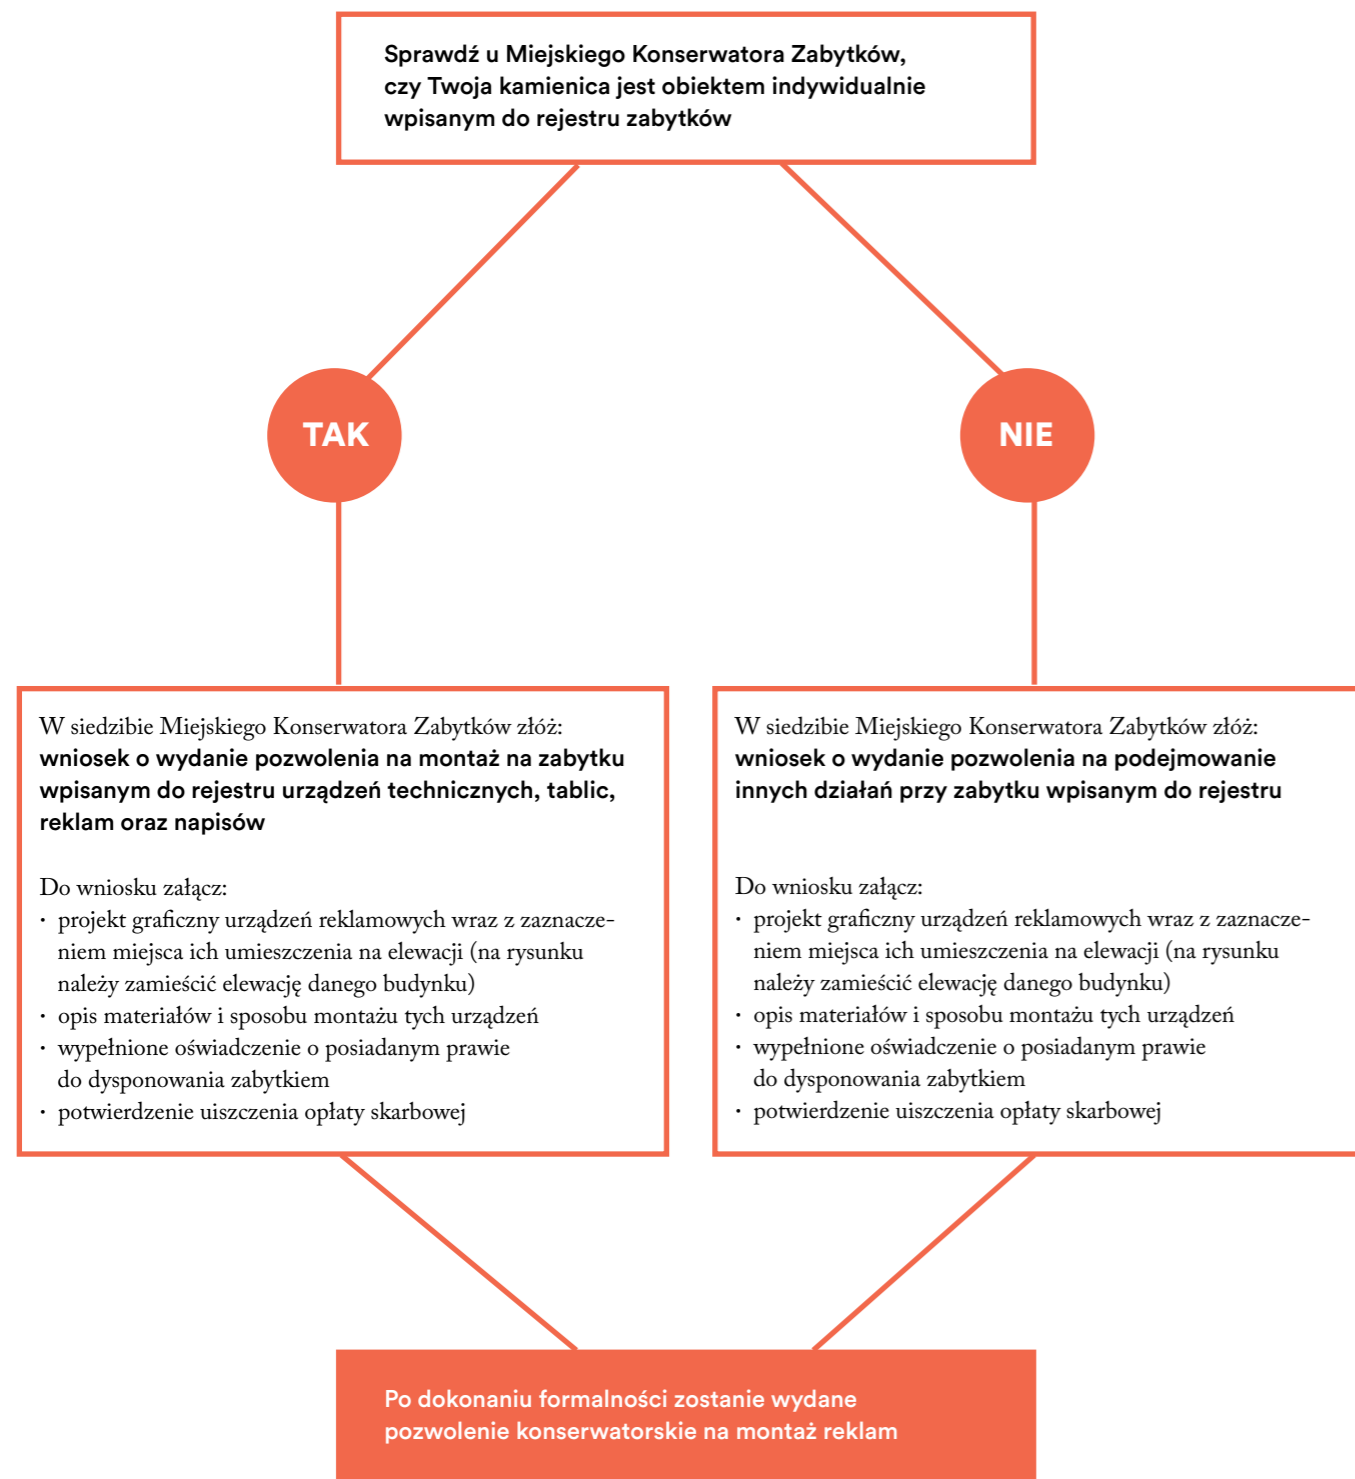 Sprawdź u Miejskiego Konserwatora Zabytków,
czy Twoja kamienica jest obiektem indywidualnie
wpisanym do rejestru zabytków
TAK
NIE
W siedzibie Miejskiego Konserwatora Zabytków złóż:
wniosek o wydanie pozwolenia na montaż na zabytku
wpisanym do rejestru urządzeń technicznych, tablic,
reklam oraz napisów
Do wniosku załącz:
· projekt graficzny urządzeń reklamowych wraz z zaznacze-
niem miejsca ich umieszczenia na elewacji (na rysunku
należy zamieścić elewację danego budynku)
· opis materiałów i sposobu montażu tych urządzeń
· wypełnione oświadczenie o posiadanym prawie
do dysponowania zabytkiem
· potwierdzenie uiszczenia opłaty skarbowej
W siedzibie Miejskiego Konserwatora Zabytków złóż:
wniosek o wydanie pozwolenia na podejmowanie
innych działań przy zabytku wpisanym do rejestru
Do wniosku załącz:
· projekt graficzny urządzeń reklamowych wraz z zaznacze-
niem miejsca ich umieszczenia na elewacji (na rysunku
należy zamieścić elewację danego budynku)
· opis materiałów i sposobu montażu tych urządzeń
· wypełnione oświadczenie o posiadanym prawie
do dysponowania zabytkiem
· potwierdzenie uiszczenia opłaty skarbowej
Po dokonaniu formalności zostanie wydane
pozwolenie konserwatorskie na montaż reklam